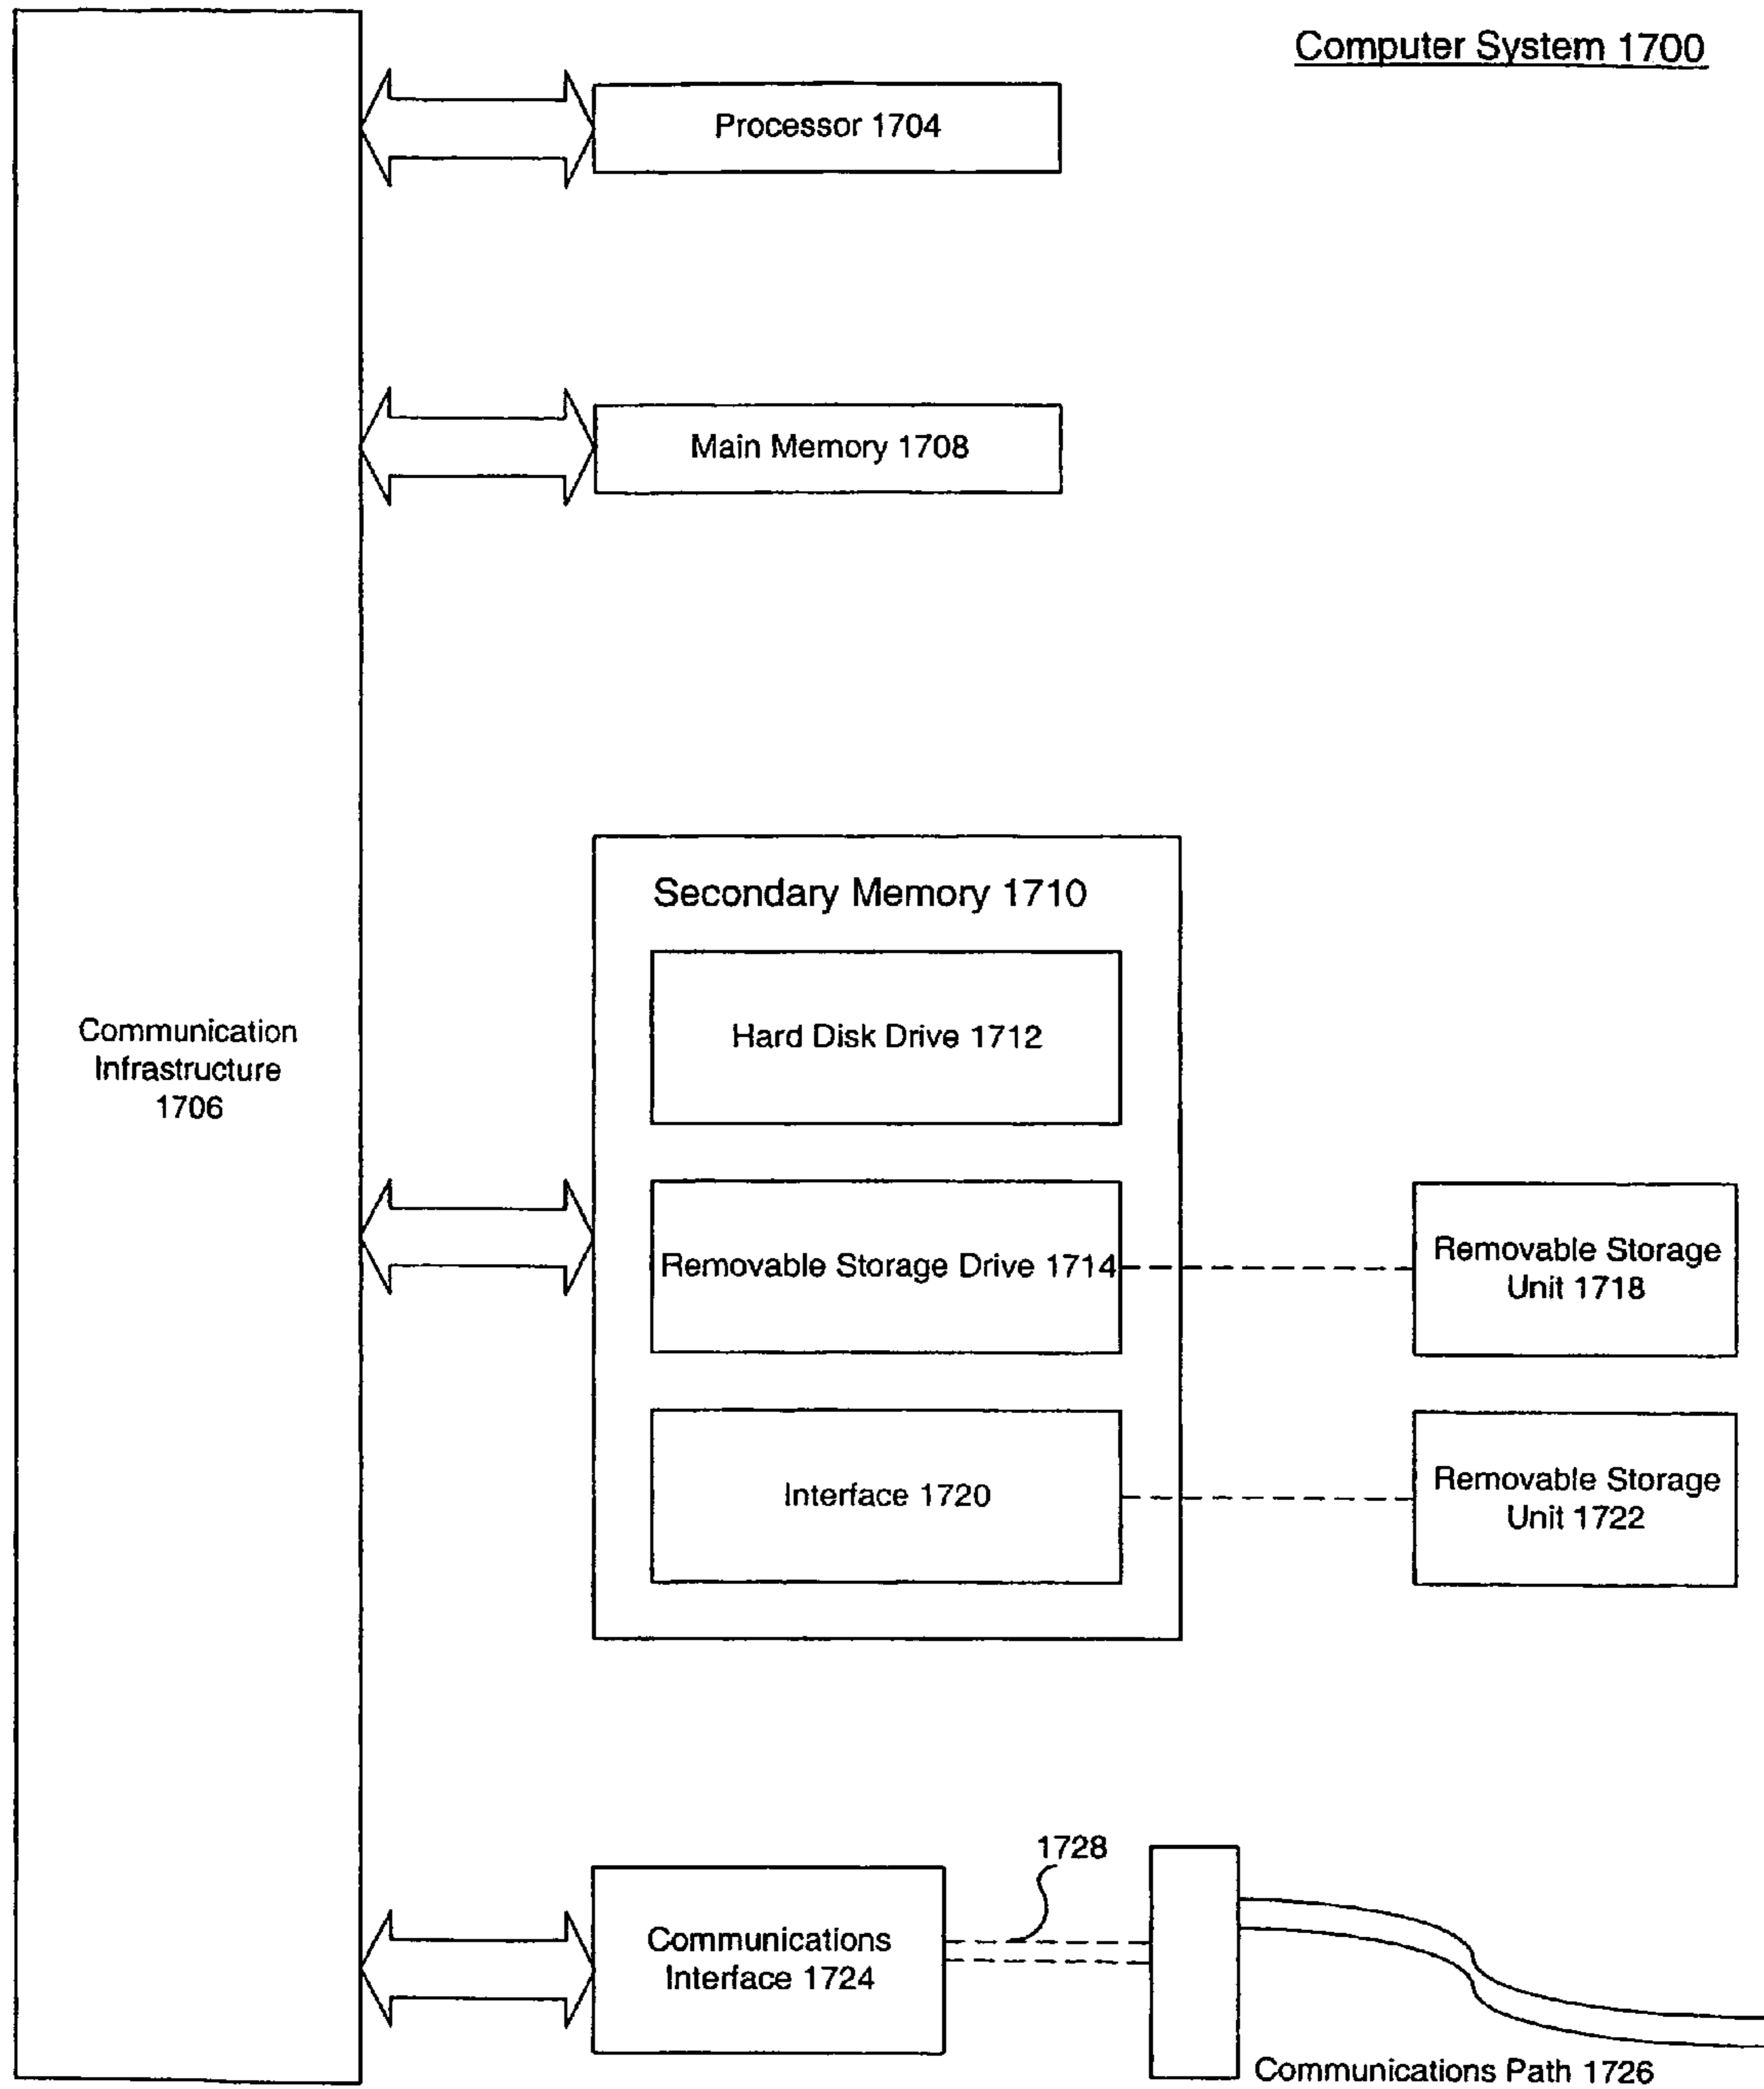 Computer System 1700
Processor 1704
Main Memory 1708
Communication
Infrastructure
1706
Secondary Memory 1710
Hard Disk Drive 1712
Removable Storage Drive 1714
Removable Storage
Unit 1718
Interface 1720
Removable Storage
Unit 1722
1728
Communications
Interface 1724
Communications Path 1726